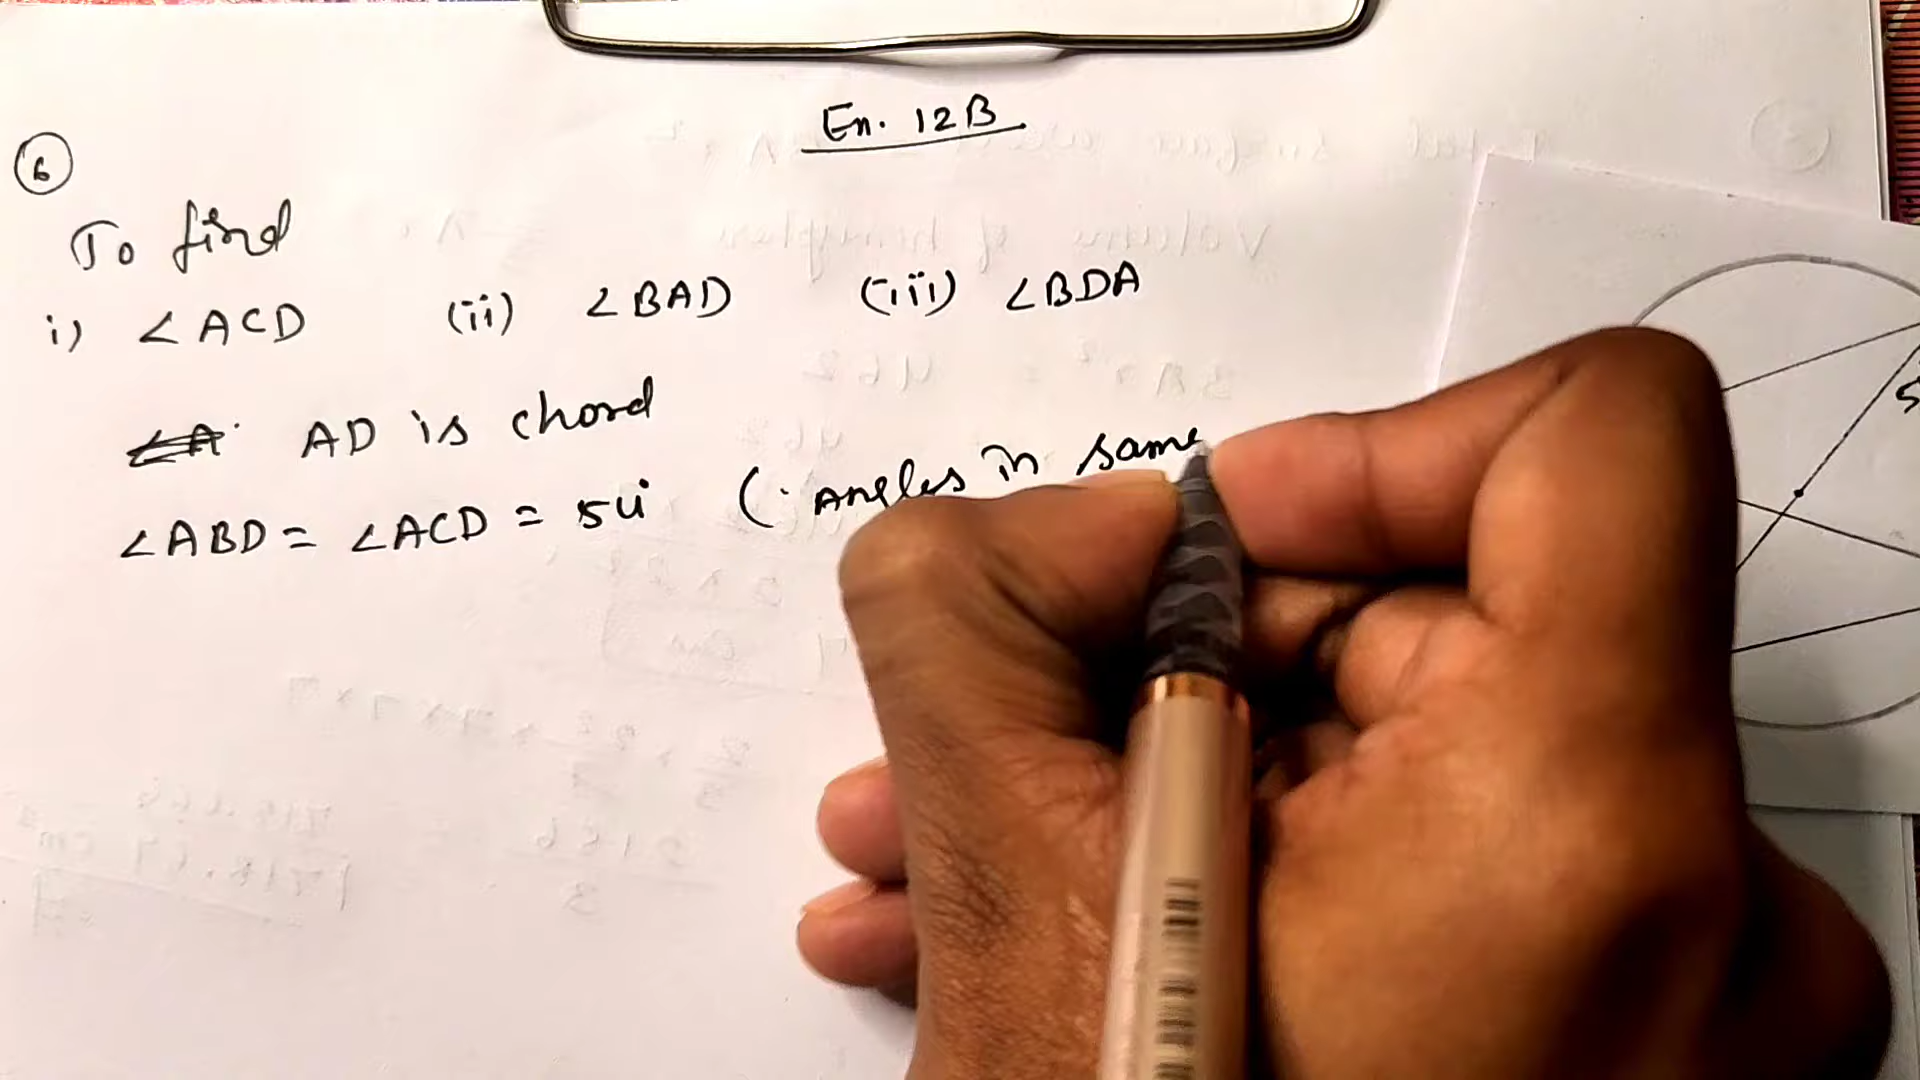 Ex. 12B
6
To find
i) ∠ACD (ii) ∠BAD (iii) ∠BDA
AD is chord
∠ABD = ∠ACD = 54° (∵ Angles in same
5